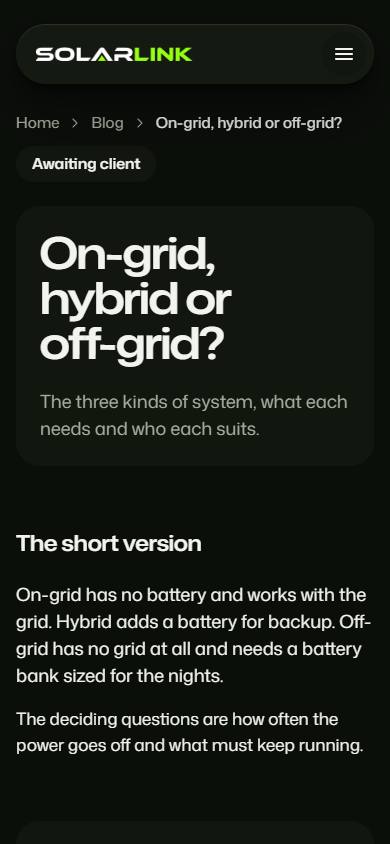 SOLARLINK
Home > Blog > On-grid, hybrid or off-grid?
Awaiting client
On-grid,
hybrid or
off-grid?
The three kinds of system, what each
needs and who each suits.
The short version
On-grid has no battery and works with the
grid. Hybrid adds a battery for backup. Off-
grid has no grid at all and needs a battery
bank sized for the nights.
The deciding questions are how often the
power goes off and what must keep running.